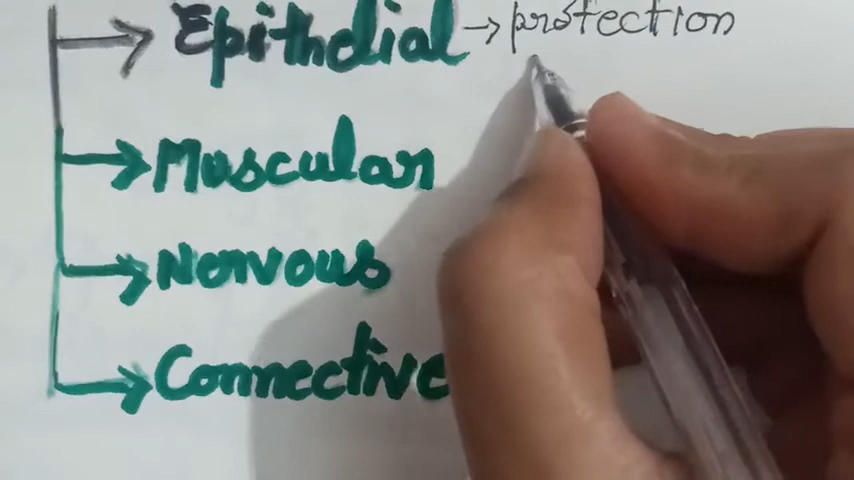 Epithelial → protection
Muscular
Nervous
Connective